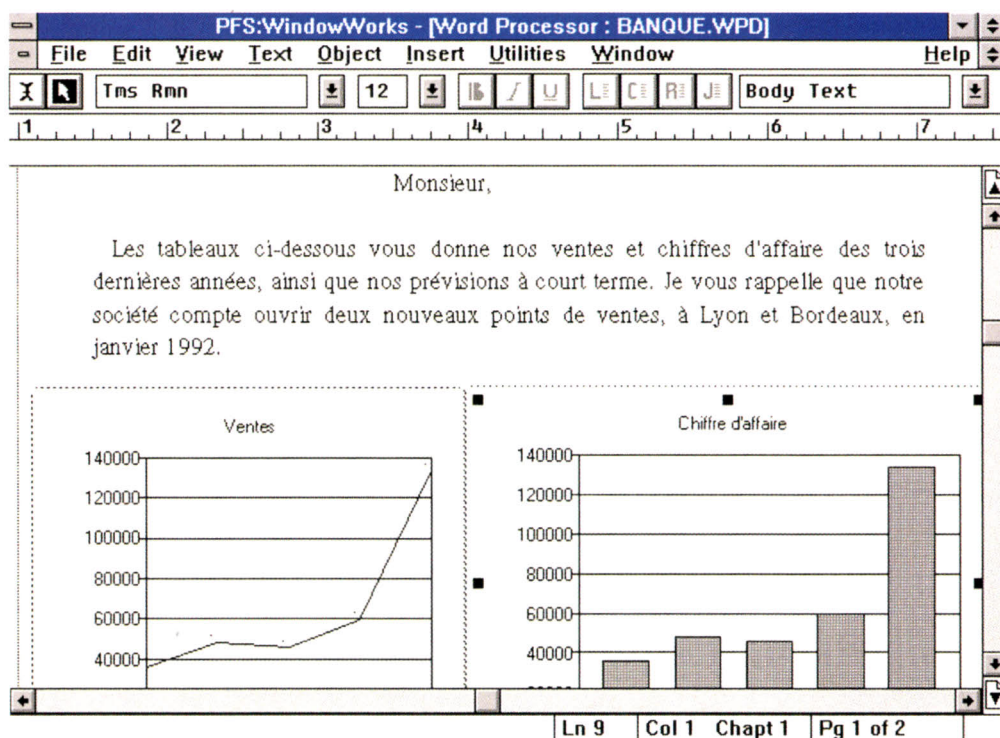 PFS:WindowWorks - [Word Processor : BANQUE.WPD]
File Edit View Text Object Insert Utilities Window Help
Tms Rmn 12 B I U L C R J Body Text
1 2 3 4 5 6 7
Monsieur,
Les tableaux ci-dessous vous donne nos ventes et chiffres d'affaire des trois
dernières années, ainsi que nos prévisions à court terme. Je vous rappelle que notre
société compte ouvrir deux nouveaux points de ventes, à Lyon et Bordeaux, en
janvier 1992.
Ventes
140000
120000
100000
80000
60000
40000
Chiffre d'affaire
140000
120000
100000
80000
60000
40000
Ln 9 Col 1 Chapt 1 Pg 1 of 2